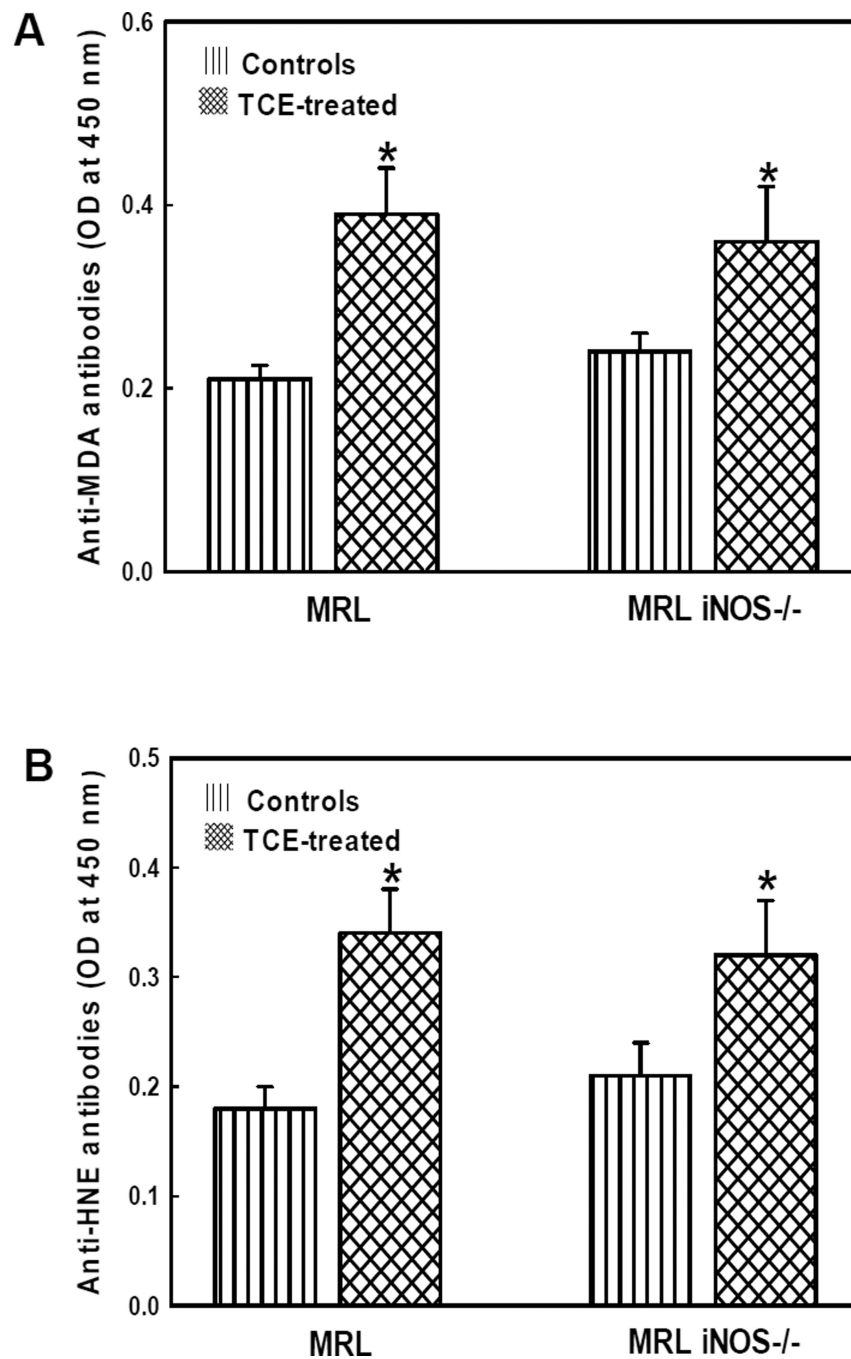 A
Anti-MDA antibodies (OD at 450 nm)
0.6
0.4
0.2
0.0
Controls
TCE-treated
*
*
MRL
MRL iNOS-/-
B
Anti-HNE antibodies (OD at 450 nm)
0.5
0.4
0.3
0.2
0.1
0.0
Controls
TCE-treated
*
*
MRL
MRL iNOS-/-